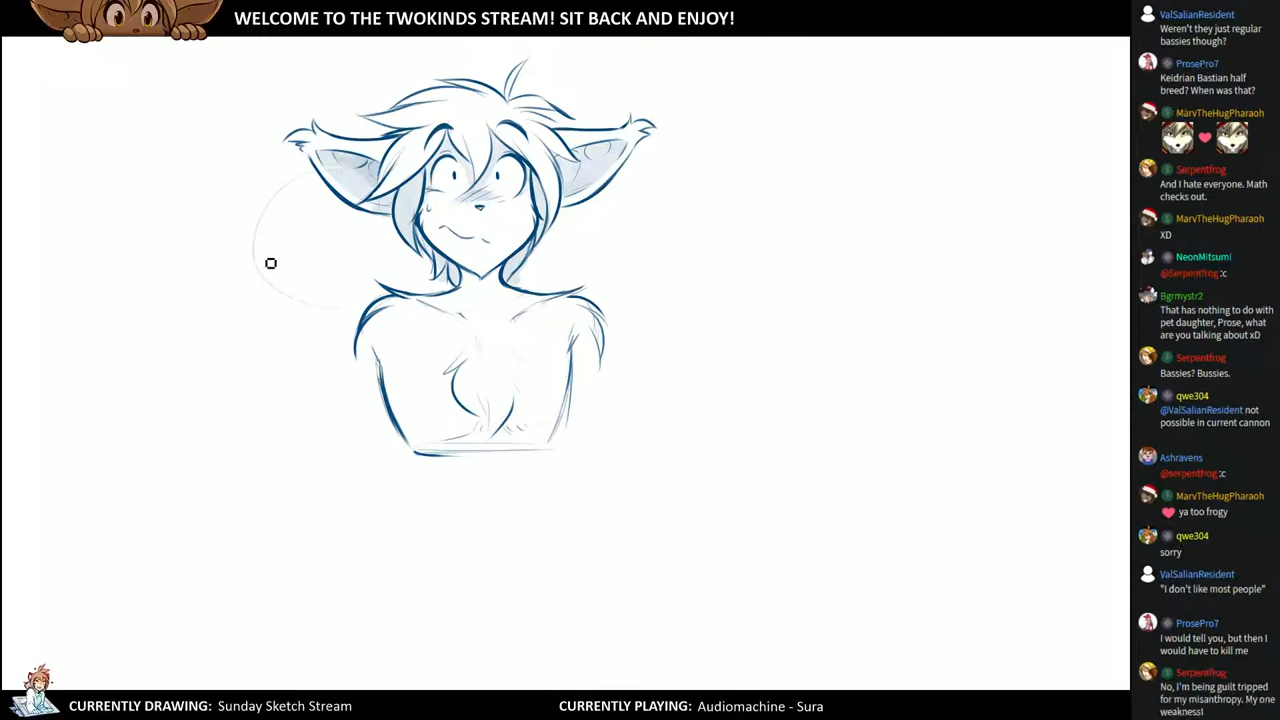 WELCOME TO THE TWOKINDS STREAM! SIT BACK AND ENJOY!
ValSalianResident
Weren't they just regular
bassies though?
ProsePro7
Keidrian Bastian half
breed? When was that?
MarvTheHugPharaoh
Serpentfrog
And I hate everyone. Math
checks out.
MarvTheHugPharaoh
XD
NeonMitsumi
@Serpentfrog :c
Bgrmystr2
That has nothing to do with
pet daughter, Prose, what
are you talking about xD
Serpentfrog
Bassies? Bussies.
qwe304
@ValSalianResident not
possible in current cannon
Ashravens
@serpentfrog :c
MarvTheHugPharaoh
ya too frogy
qwe304
sorry
ValSalianResident
"I don't like most people"
ProsePro7
I would tell you, but then I
would have to kill me
Serpentfrog
No, I'm being guilt tripped
for my misanthropy. My one
weakness!
CURRENTLY DRAWING: Sunday Sketch Stream
CURRENTLY PLAYING: Audiomachine - Sura